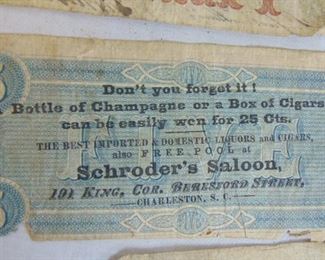 Don't you forget it!
A Bottle of Champagne or a Box of Cigars
can be easily won for 25 Cts.
THE BEST IMPORTED & DOMESTIC LIQUORS and CIGARS,
also FREE POOL at
Schroder's Saloon,
191 KING, COR. BERESFORD STREET,
CHARLESTON, S. C.